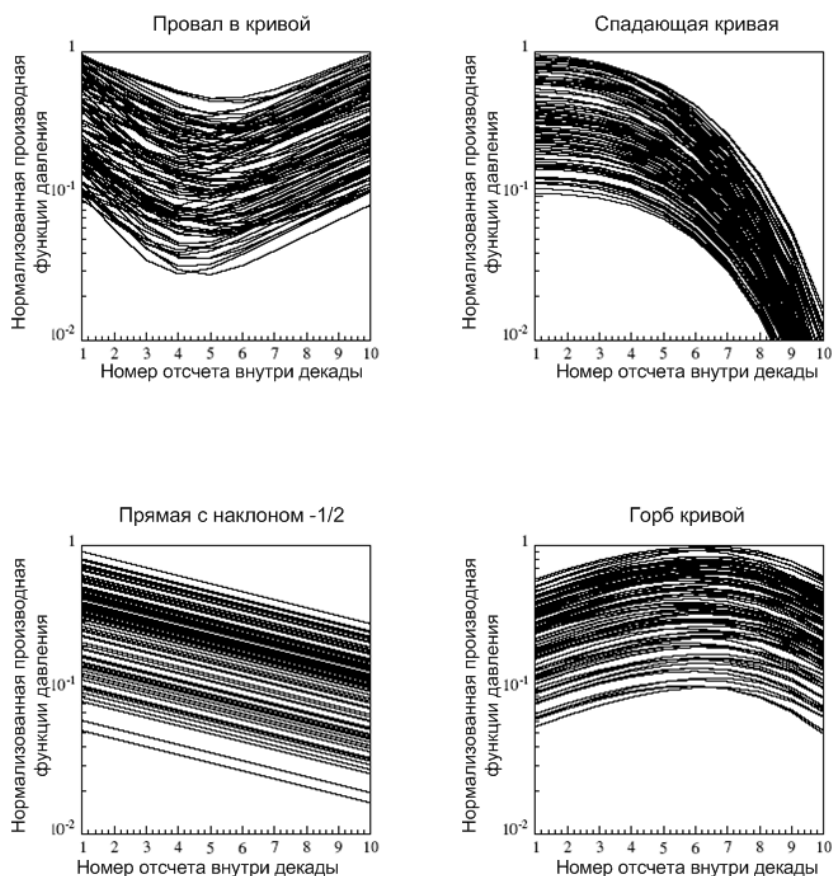 Провал в кривой
Нормализованная производная
функции давления
1
10-1
10-2
1 2 3 4 5 6 7 8 9 10
Номер отсчета внутри декады
Спадающая кривая
Нормализованная производная
функции давления
1
10-1
10-2
1 2 3 4 5 6 7 8 9 10
Номер отсчета внутри декады
Прямая с наклоном -1/2
Нормализованная производная
функции давления
1
10-1
10-2
1 2 3 4 5 6 7 8 9 10
Номер отсчета внутри декады
Горб кривой
Нормализованная производная
функции давления
1
10-1
10-2
1 2 3 4 5 6 7 8 9 10
Номер отсчета внутри декады